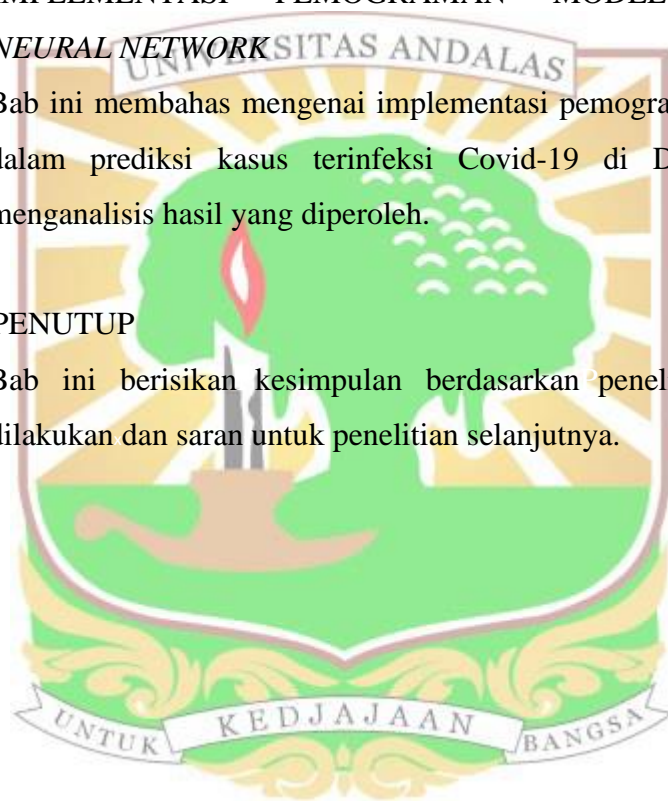 IMPLEMENTASI PEMOGRAMAN MODEL
NEURAL NETWORK
UNIVERSITAS ANDALAS
Bab ini membahas mengenai implementasi pemogra
dalam prediksi kasus terinfeksi Covid-19 di D
menganalisis hasil yang diperoleh.
PENUTUP
Bab ini berisikan kesimpulan berdasarkan penel
dilakukan dan saran untuk penelitian selanjutnya.
UNTUK KEDJAJAAN BANGSA